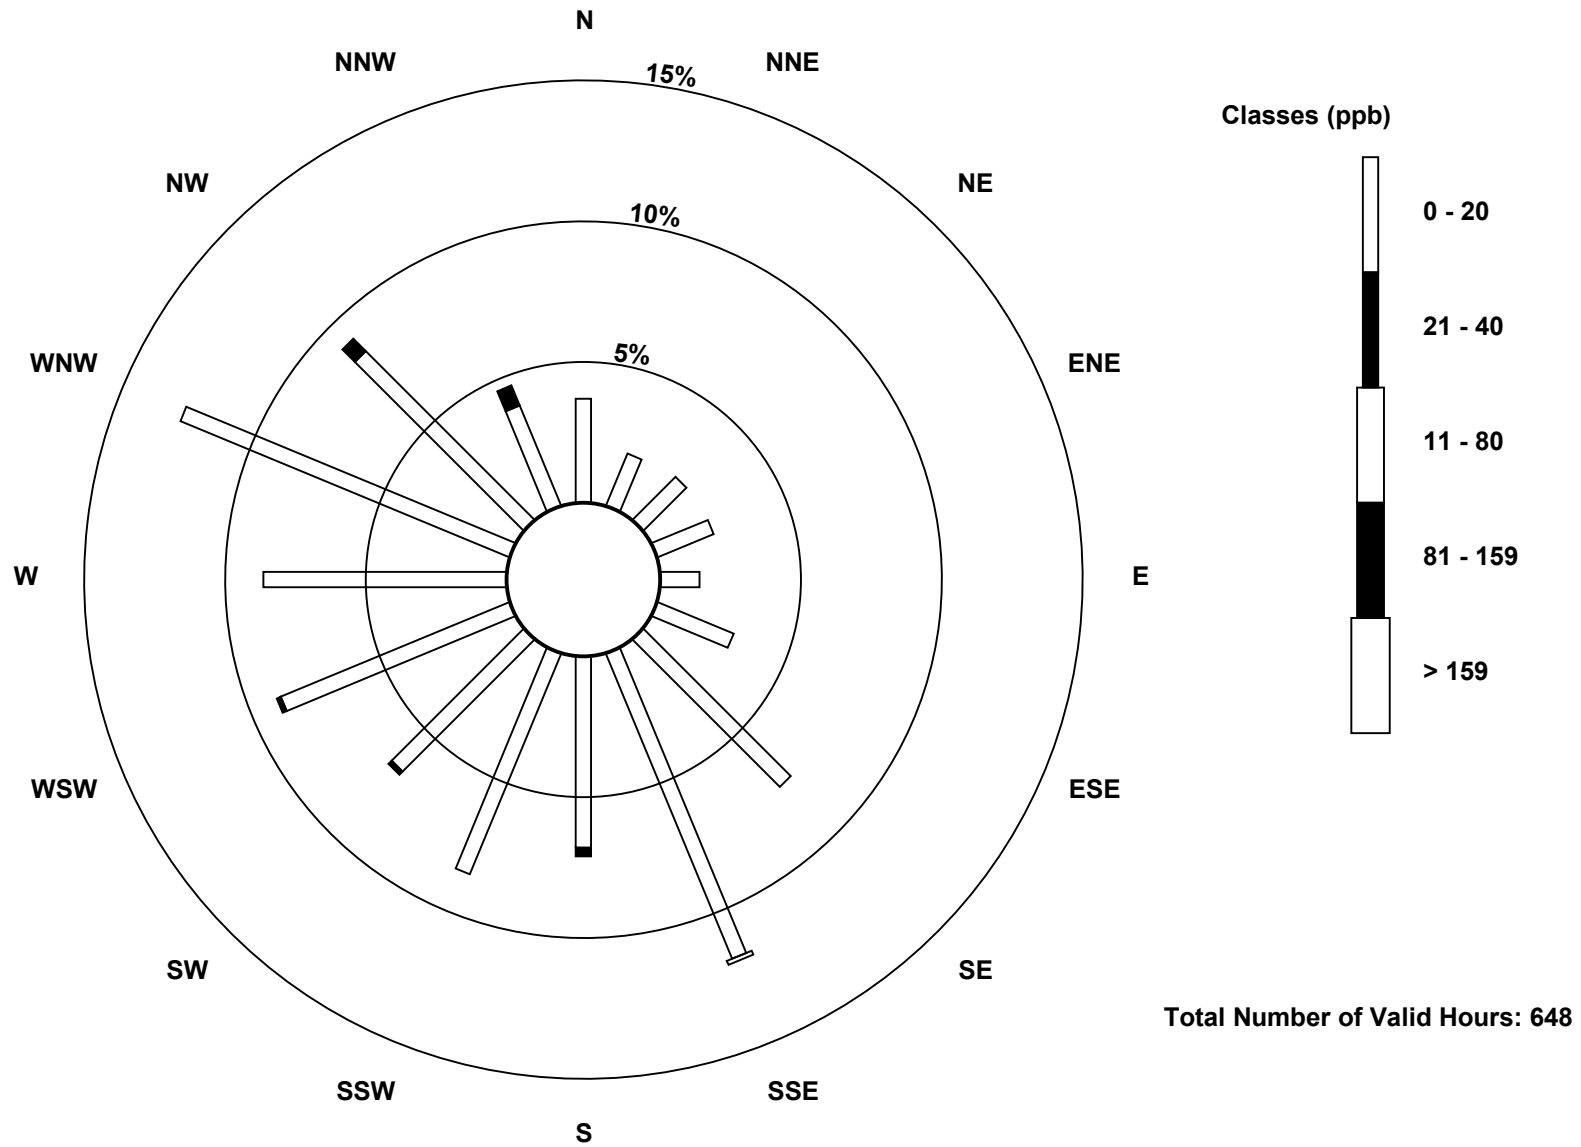 N
NNW
NNE
15%
Classes (ppb)
NW
NE
0 - 20
10%
21 - 40
5%
WNW
ENE
11 - 80
81 - 159
W
E
> 159
WSW
ESE
SW
SE
Total Number of Valid Hours: 648
SSW
SSE
S